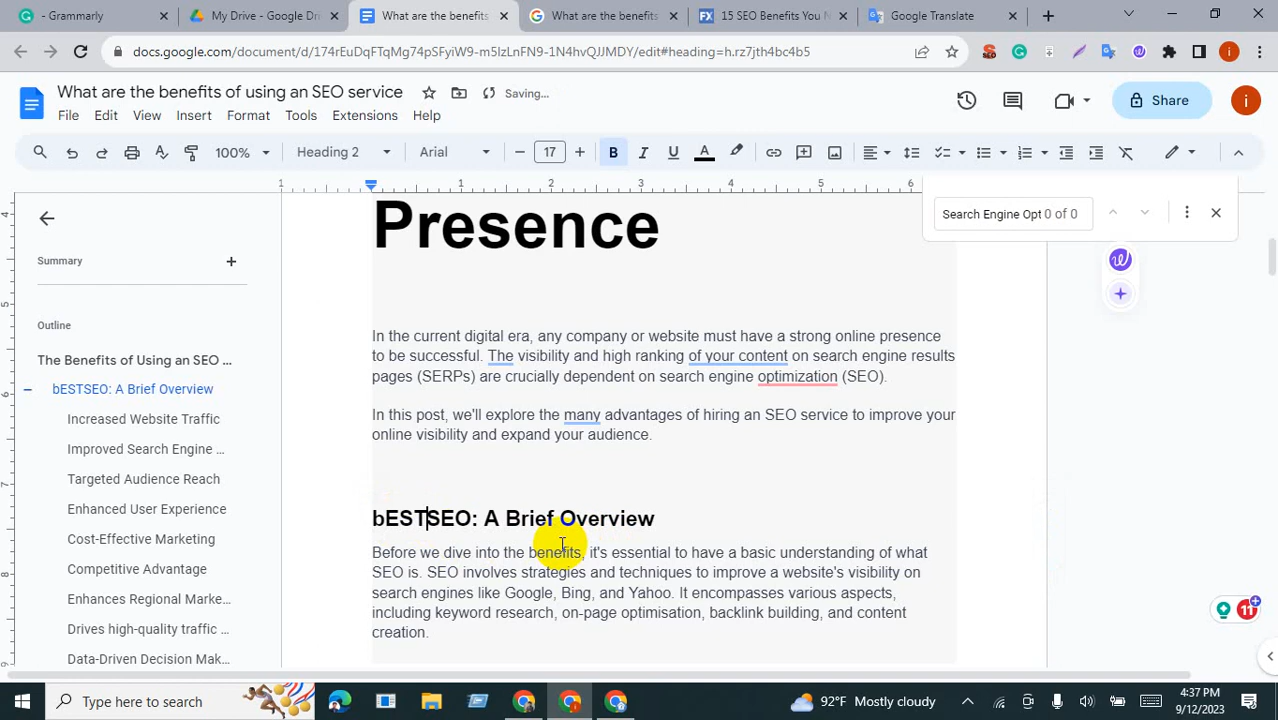 - Grammarly
My Drive - Google D
What are the benefits
What are the benefits
15 SEO Benefits You N
Google Translate
docs.google.com/document/d/174rEuDqFTqMg74pSFyiW9-m5lzLnFN9-1N4hvQJJMDY/edit#heading=h.rz7jth4bc4b5
What are the benefits of using an SEO service
Saving...
File Edit View Insert Format Tools Extensions Help
Share
100% Heading 2 Arial 17
1 1 2 3 4 5 6
Search Engine Opt 0 of 0
Summary
Outline
The Benefits of Using an SEO ...
bESTSEO: A Brief Overview
Increased Website Traffic
Improved Search Engine ...
Targeted Audience Reach
Enhanced User Experience
Cost-Effective Marketing
Competitive Advantage
Enhances Regional Marke...
Drives high-quality traffic ...
Data-Driven Decision Mak...
Presence
In the current digital era, any company or website must have a strong online presence
to be successful. The visibility and high ranking of your content on search engine results
pages (SERPs) are crucially dependent on search engine optimization (SEO).
In this post, we'll explore the many advantages of hiring an SEO service to improve your
online visibility and expand your audience.
bESTSEO: A Brief Overview
Before we dive into the benefits, it's essential to have a basic understanding of what
SEO is. SEO involves strategies and techniques to improve a website's visibility on
search engines like Google, Bing, and Yahoo. It encompasses various aspects,
including keyword research, on-page optimisation, backlink building, and content
creation.
11
Type here to search
92°F Mostly cloudy
4:37 PM
9/12/2023